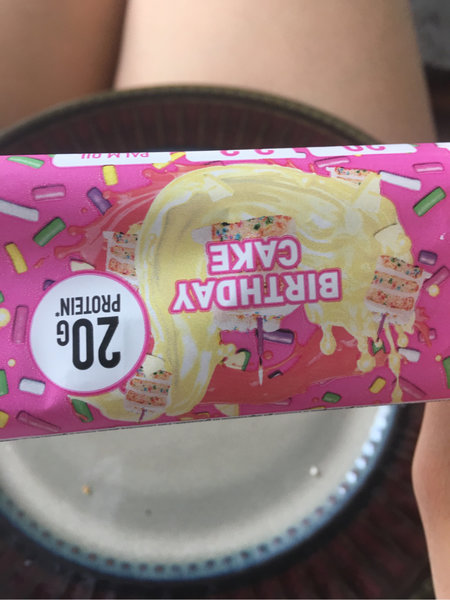 BIRTHDAY
CAKE
20G
PROTEIN*